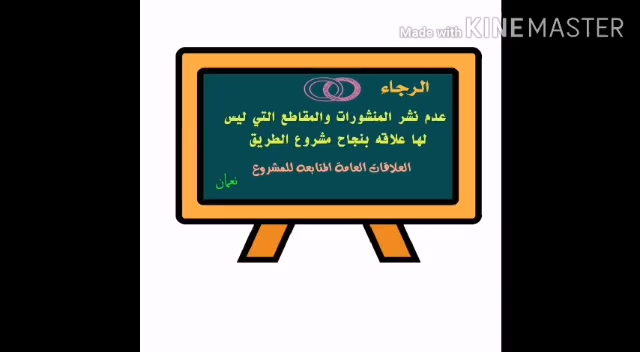 Made with KINEMASTER
الرجاء
عدم نشر المنشورات والمقاطع التي ليس
لها علاقه بنجاح مشروع الطريق
العلاقات العامة المتابعه للمشروع
نعمان